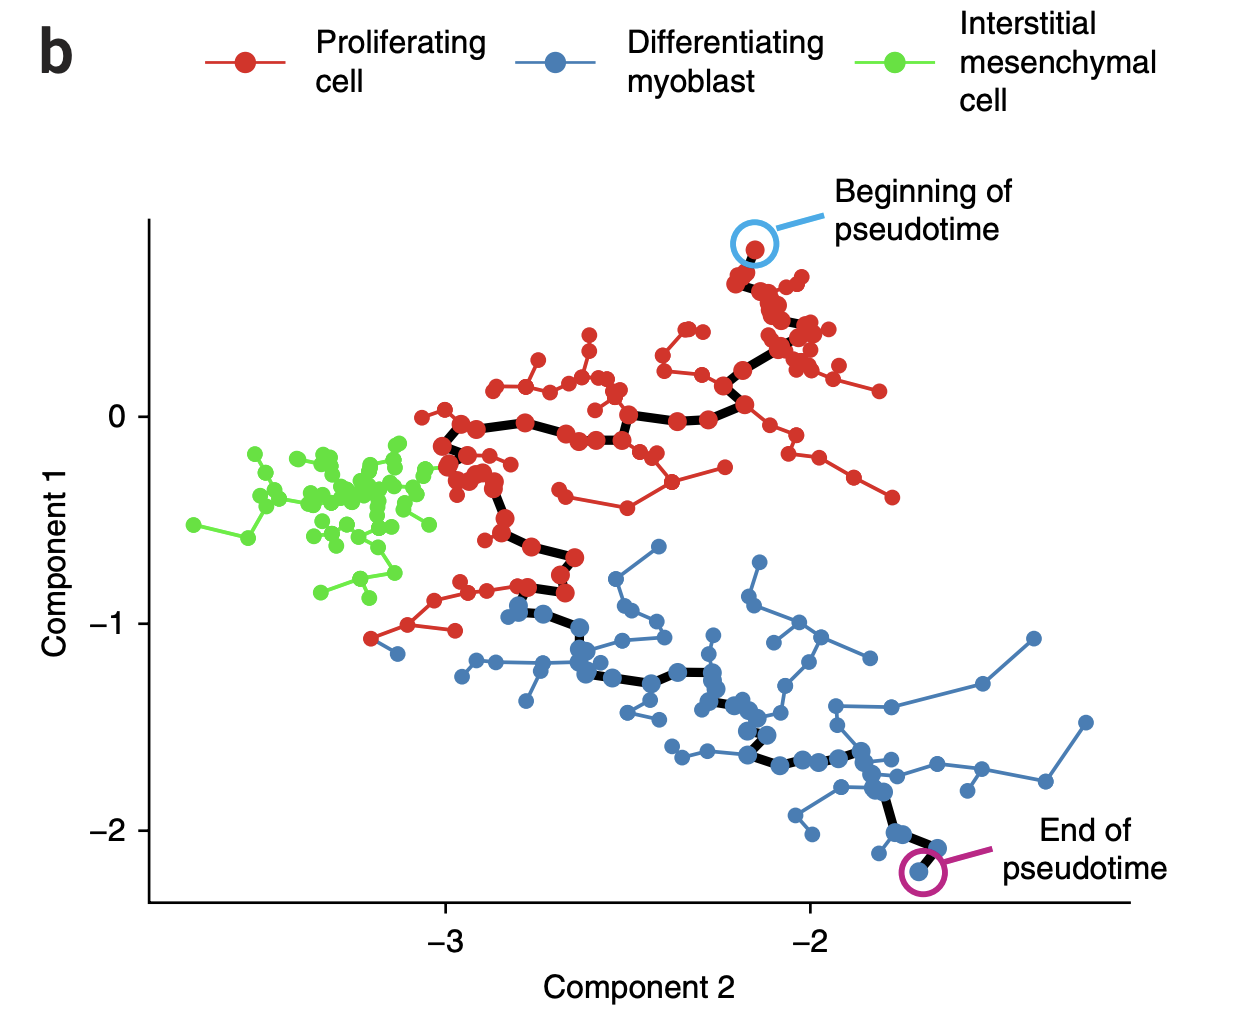 b
Proliferating
cell
Differentiating
myoblast
Interstitial
mesenchymal
cell
Beginning of
pseudotime
0
−1
−2
Component 1
End of
pseudotime
−3
−2
Component 2